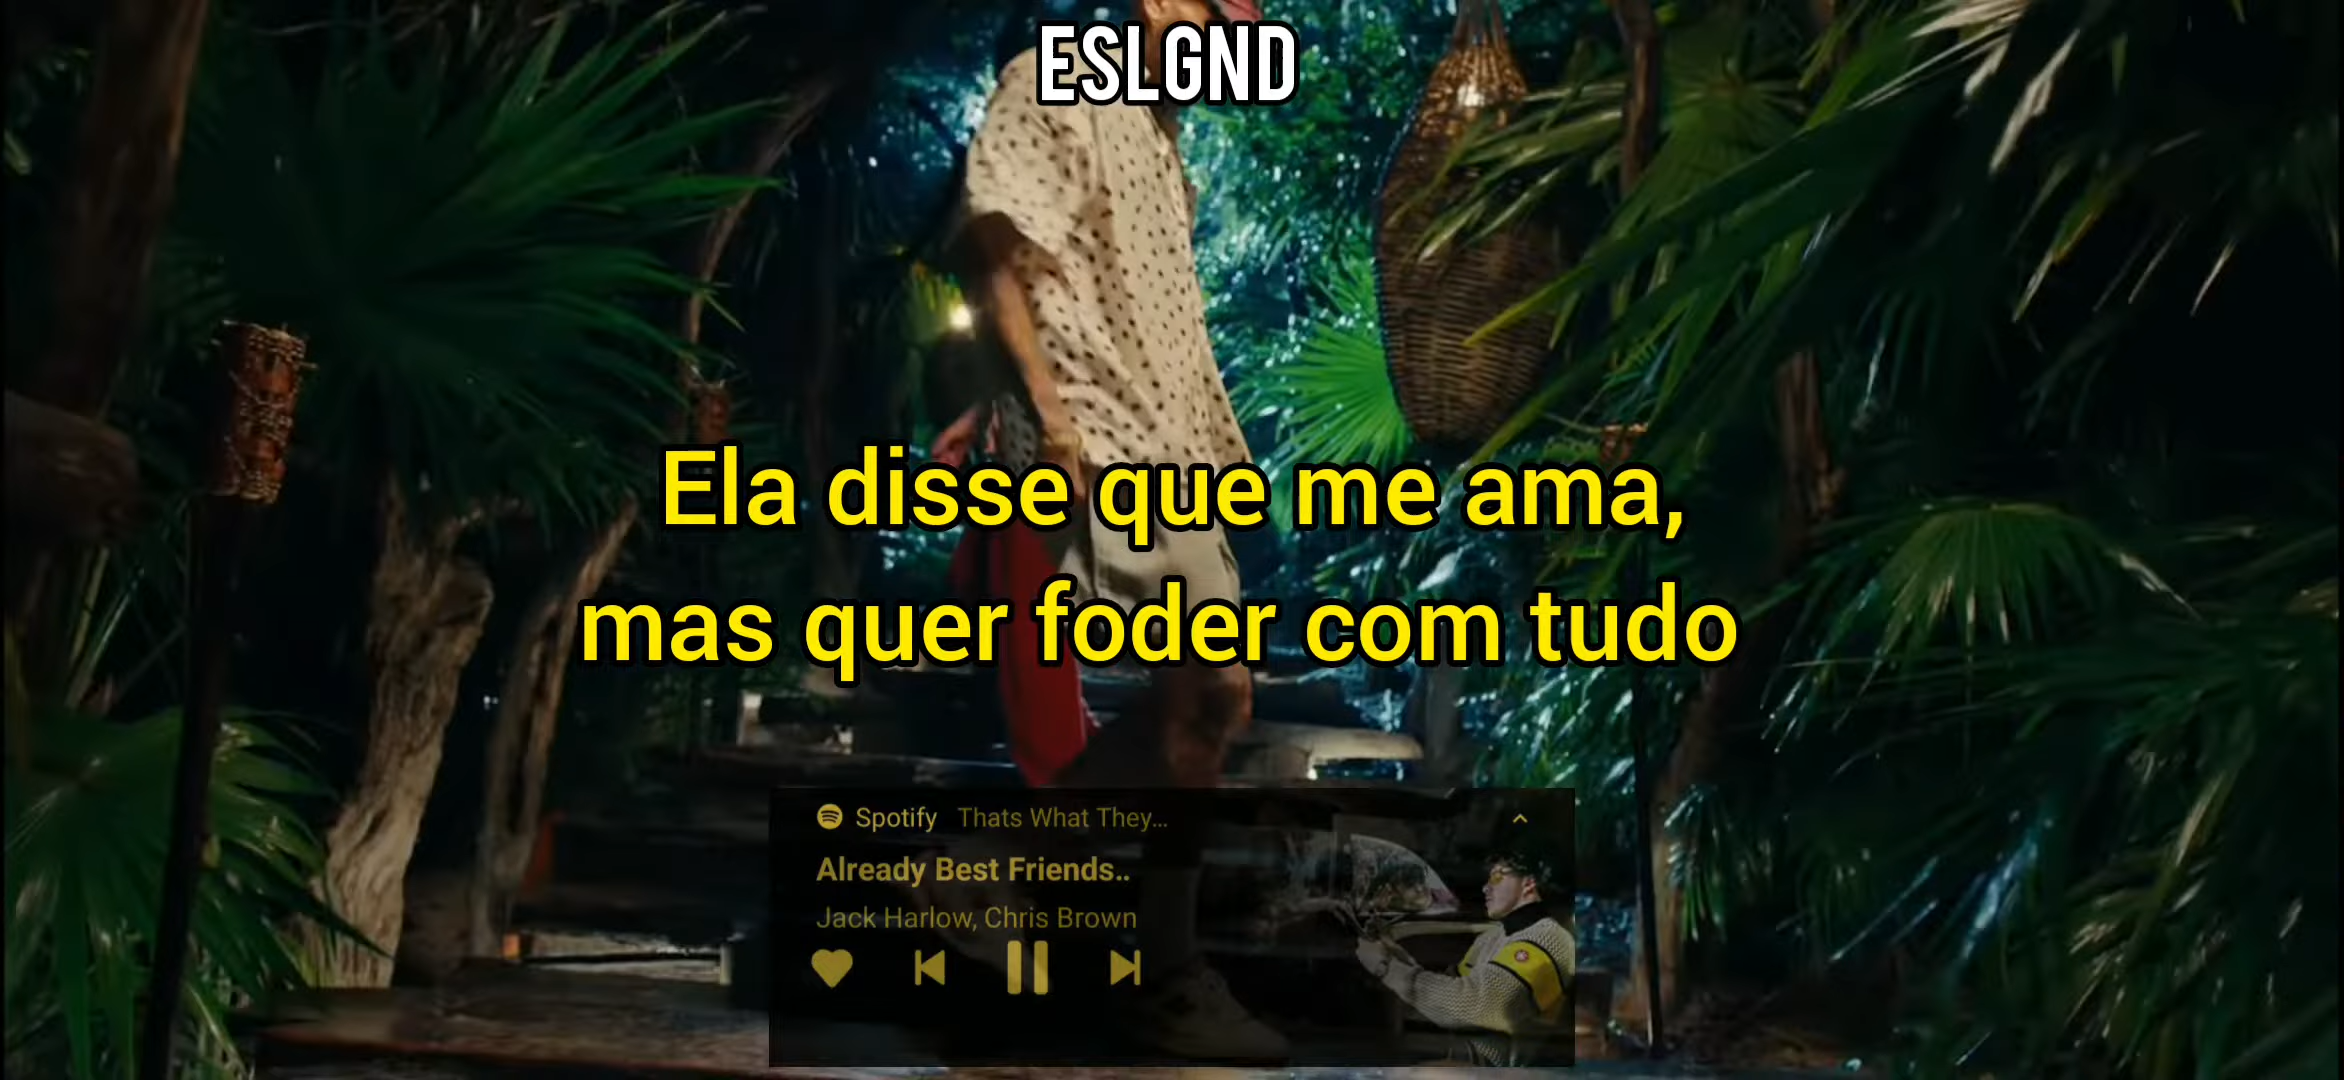 ESLGND
Ela disse que me ama,
mas quer foder com tudo
Spotify Thats What They...
Already Best Friends..
Jack Harlow, Chris Brown